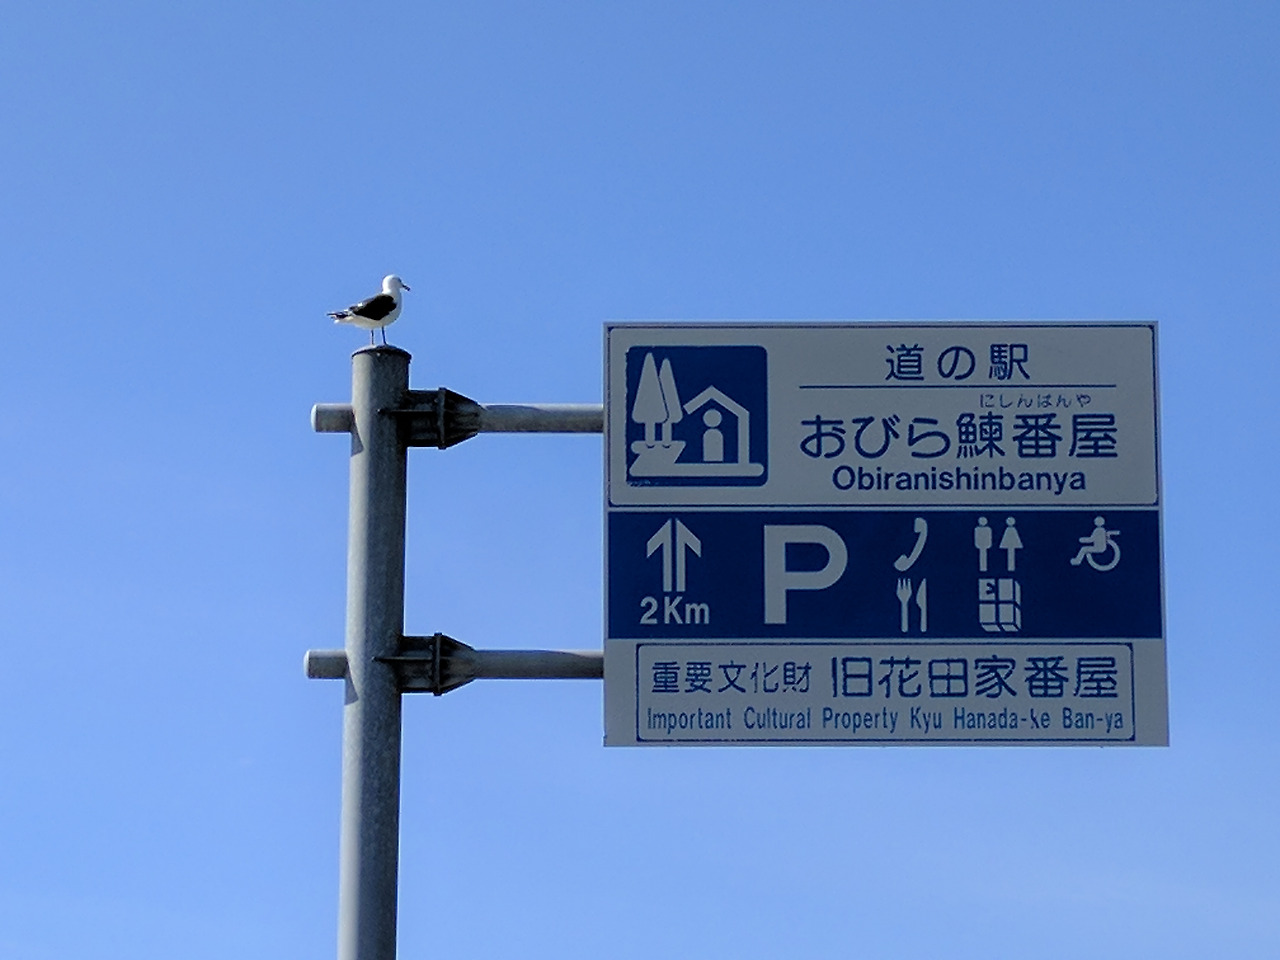 道の駅
にしんばんや
おびら鰊番屋
Obiranishinbanya
2Km
P
重要文化財 旧花田家番屋
Important Cultural Property Kyu Hanada-ke Ban-ya